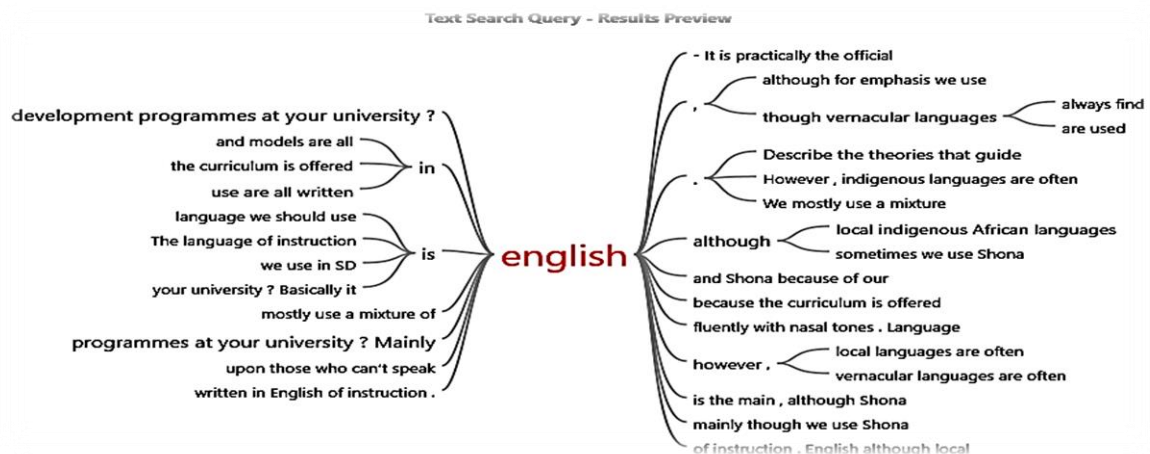 Text Search Query - Results Preview
development programmes at your university ?
and models are all
the curriculum is offered
use are all written
in
language we should use
The language of instruction
we use in SD
your university ? Basically it
is
mostly use a mixture of
programmes at your university ? Mainly
upon those who can't speak
written in English of instruction .
english
- It is practically the official
,
although for emphasis we use
though vernacular languages
always find
are used
.
Describe the theories that guide
However , indigenous languages are often
We mostly use a mixture
although
local indigenous African languages
sometimes we use Shona
and Shona because of our
because the curriculum is offered
fluently with nasal tones . Language
however ,
local languages are often
vernacular languages are often
is the main , although Shona
mainly though we use Shona
of instruction . English although local